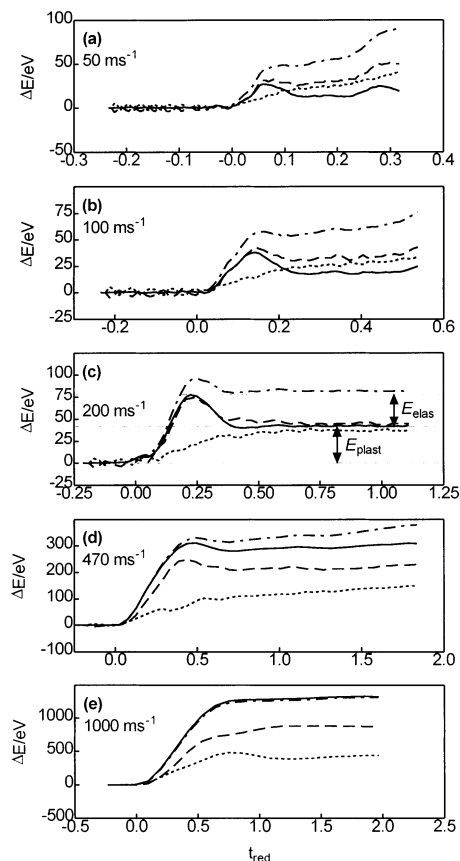 (a)
50 ms⁻¹
ΔE/eV
100
50
0
50
-0.3 -0.2 -0.1 -0.0 0.1 0.2 0.3 0.4
(b)
100 ms⁻¹
ΔE/eV
75
50
25
0
25
-0.2 0.0 0.2 0.4 0.6
(c)
200 ms⁻¹
ΔE/eV
100
75
50
25
0
25
E_elas
E_plast
-0.25 0.00 0.25 0.50 0.75 1.00 1.25
(d)
470 ms⁻¹
ΔE/eV
300
200
100
0
-100
0.0 0.5 1.0 1.5 2.0
(e)
1000 ms⁻¹
ΔE/eV
1000
500
0
-500
-0.5 0.0 0.5 1.0 1.5 2.0 2.5
t_red